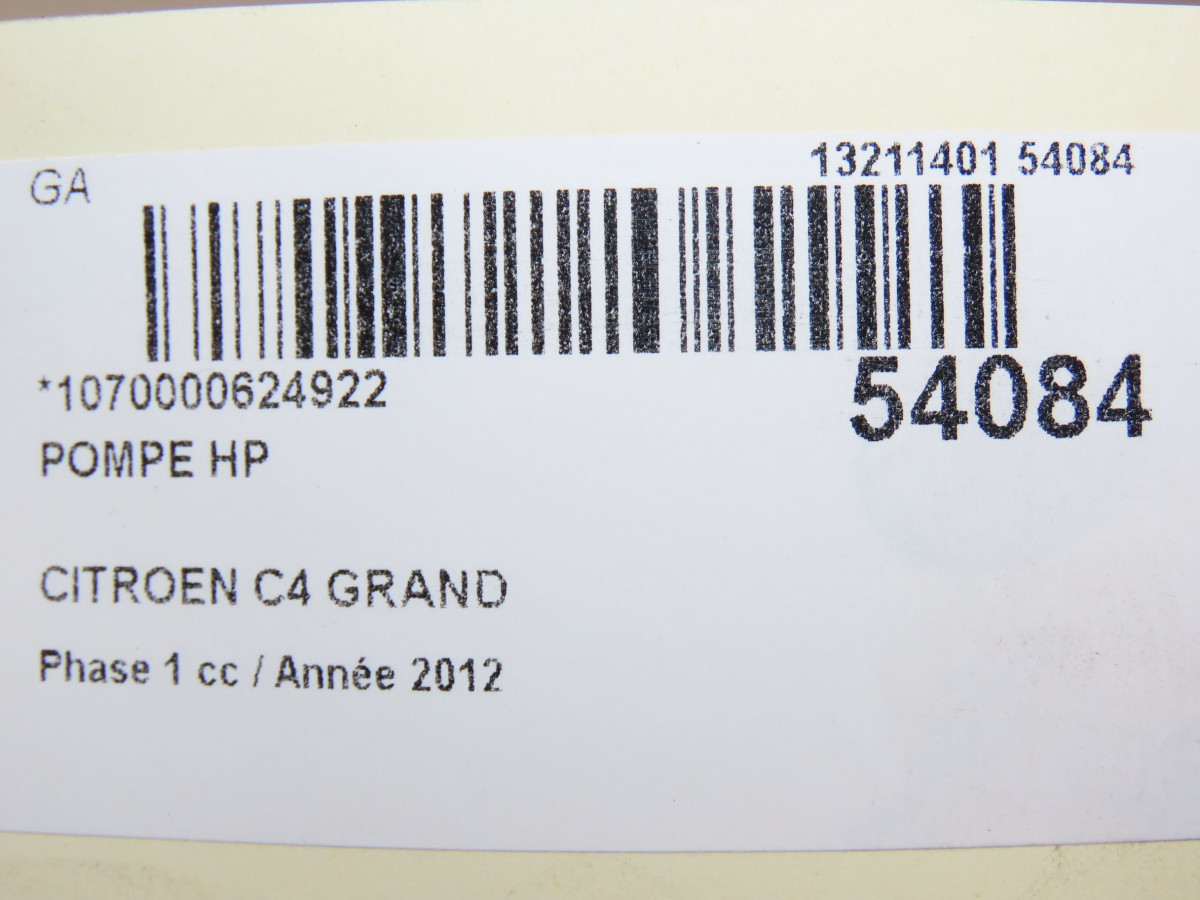 GA
13211401 54084
*1070000624922
54084
POMPE HP
CITROEN C4 GRAND
Phase 1 cc / Année 2012